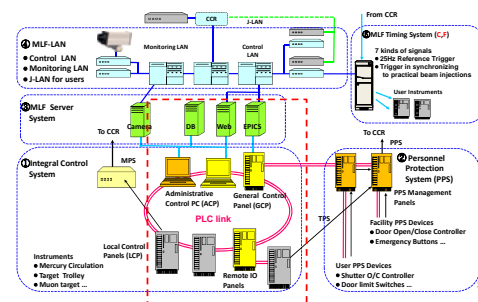 From CCR
CCR
J-LAN
④ MLF-LAN
Control LAN
Monitoring LAN
J-LAN for users
Monitoring LAN
Control
LAN
⑤ MLF Timing System (C,F)
7 kinds of signals
25Hz Reference Trigger
Trigger in synchronizing
to practical beam injections
User Instruments
③ MLF Server
System
Camera
DB
Web
EPICS
To CCR
To CCR
PPS
① Integral Control
System
MPS
Administrative
Control PC (ACP)
General Control
Panel (GCP)
② Personnel
Protection
System (PPS)
PPS Management
Panels
PLC link
TPS
Facility PPS Devices
Door Open/Close Controller
Emergency Buttons ...
Local Control
Panels (LCP)
Instruments
Mercury Circulation
Target Trolley
Muon target ...
Remote IO
Panels
User PPS Devices
Shutter O/C Controller
Door limit Switches ...